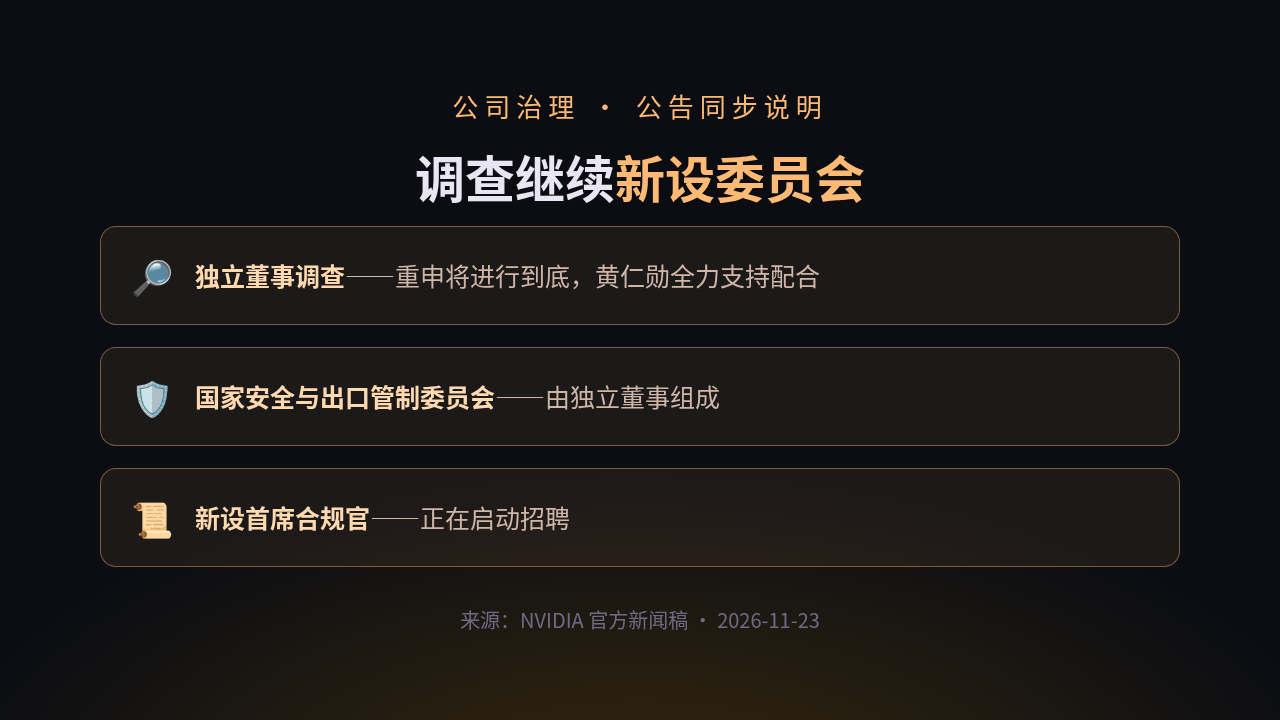 公司治理 · 公告同步说明
调查继续新设委员会
独立董事调查——重申将进行到底，黄仁勋全力支持配合
国家安全与出口管制委员会——由独立董事组成
新设首席合规官——正在启动招聘
来源：NVIDIA 官方新闻稿 · 2026-11-23